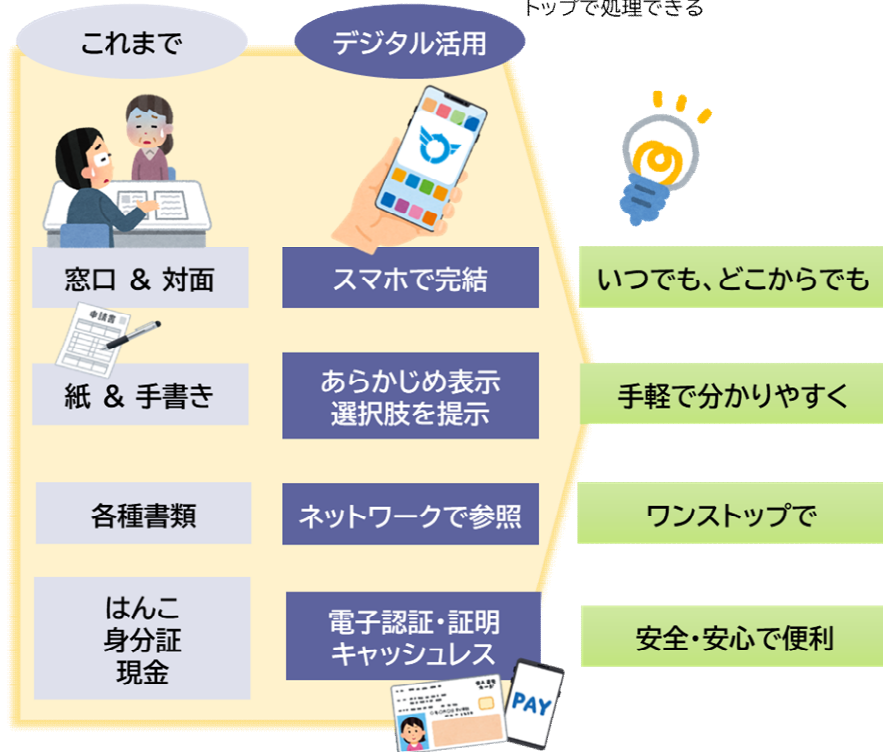 トップで処理できる
これまで
デジタル活用
窓口 & 対面
スマホで完結
いつでも、どこからでも
申請書
紙 & 手書き
あらかじめ表示
選択肢を提示
手軽で分かりやすく
各種書類
ネットワークで参照
ワンストップで
はんこ
身分証
現金
電子認証・証明
キャッシュレス
安全・安心で便利
PAY